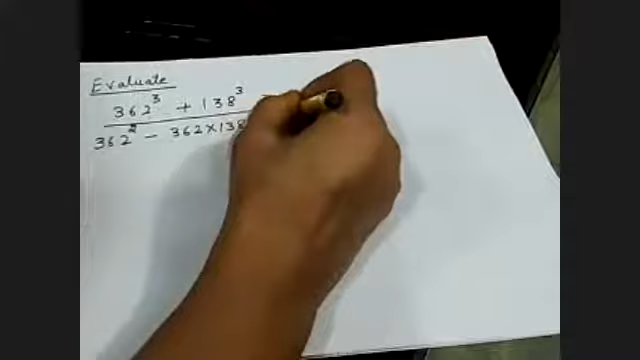 Evaluate
362³ + 138³
362² - 362×138